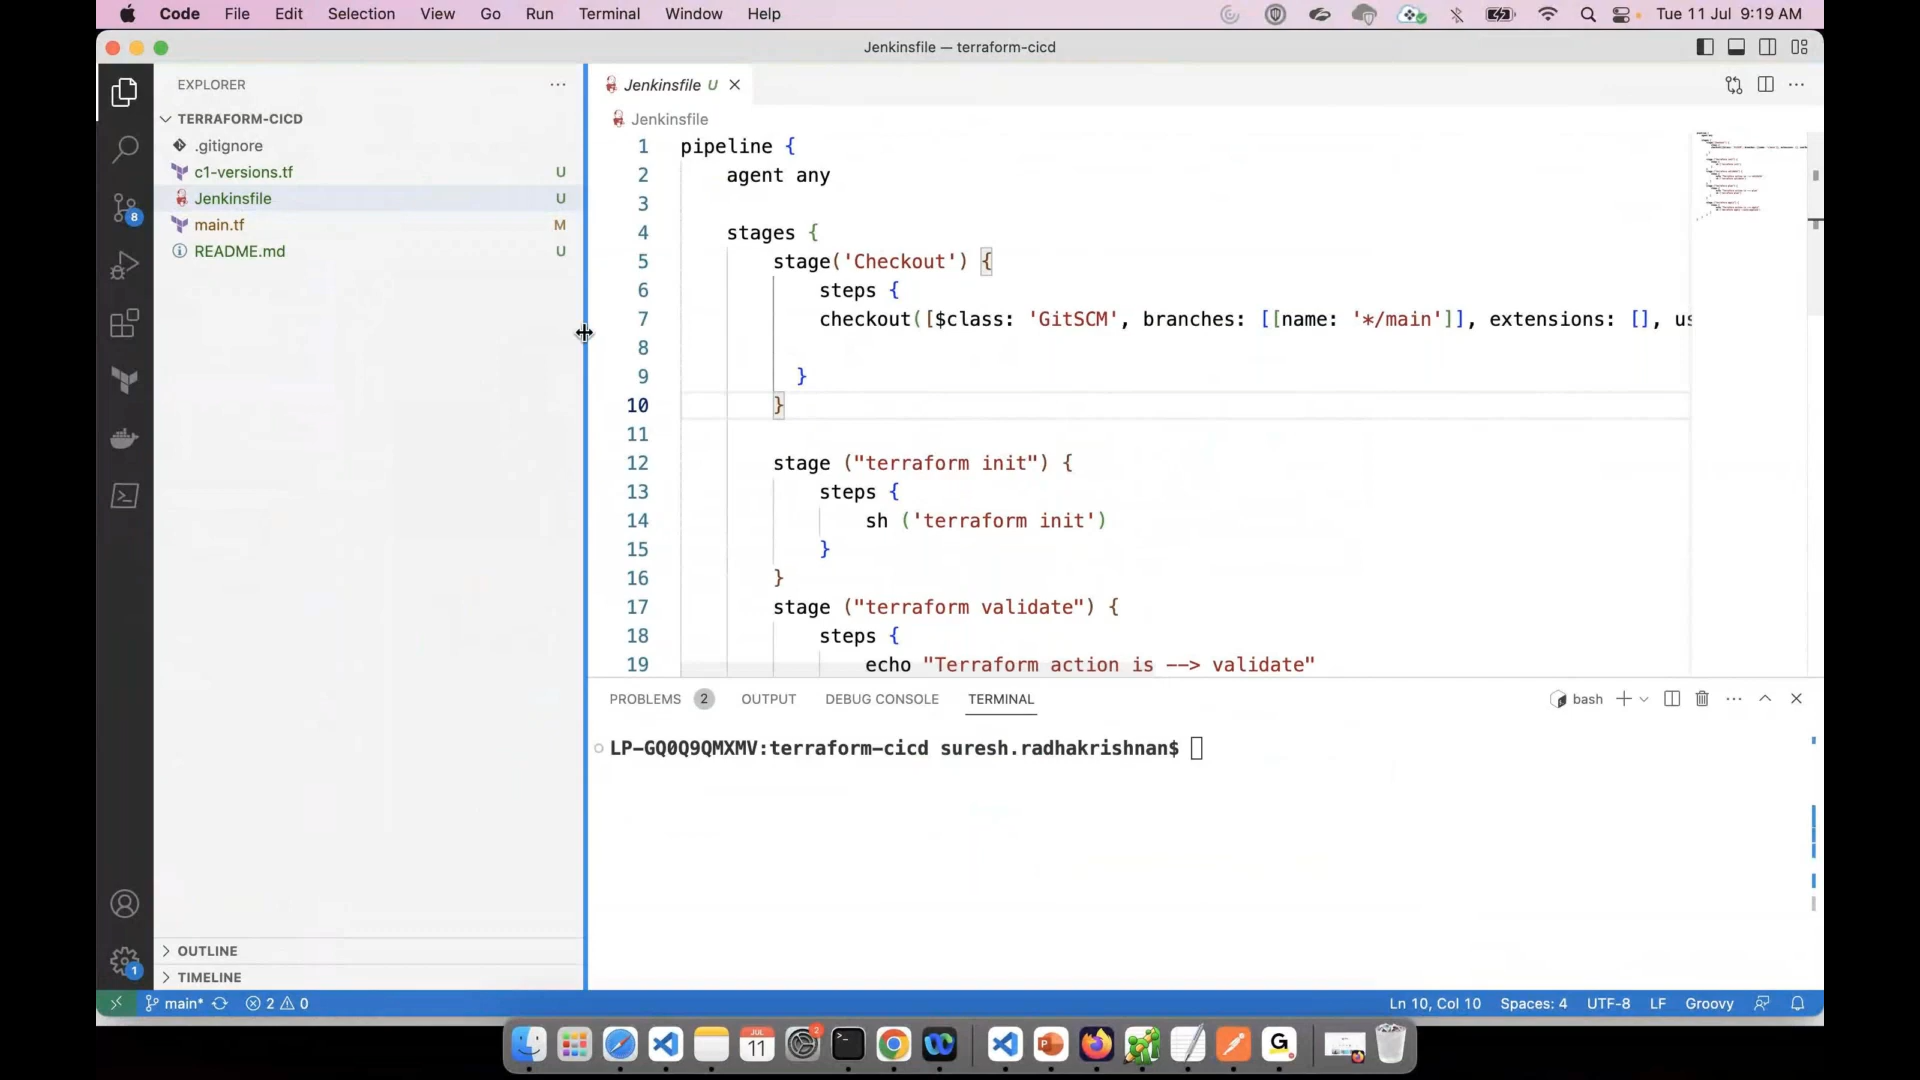 Code File Edit Selection View Go Run Terminal Window Help Tue 11 Jul 9:19 AM
Jenkinsfile — terraform-cicd
EXPLORER
TERRAFORM-CICD
.gitignore
c1-versions.tf U
Jenkinsfile U
main.tf M
README.md U
8
OUTLINE
TIMELINE
1
Jenkinsfile U
Jenkinsfile
1 pipeline {
2 agent any
3
4 stages {
5 stage('Checkout') {
6 steps {
7 checkout([$class: 'GitSCM', branches: [[name: '*/main']], extensions: [], us
8
9 }
10 }
11
12 stage ("terraform init") {
13 steps {
14 sh ('terraform init')
15 }
16 }
17 stage ("terraform validate") {
18 steps {
19 echo "Terraform action is --> validate"
PROBLEMS 2 OUTPUT DEBUG CONSOLE TERMINAL bash
LP-GQ0Q9QMXMV:terraform-cicd suresh.radhakrishnan$
main* 2 0 Ln 10, Col 10 Spaces: 4 UTF-8 LF Groovy
JUL
11
2
G